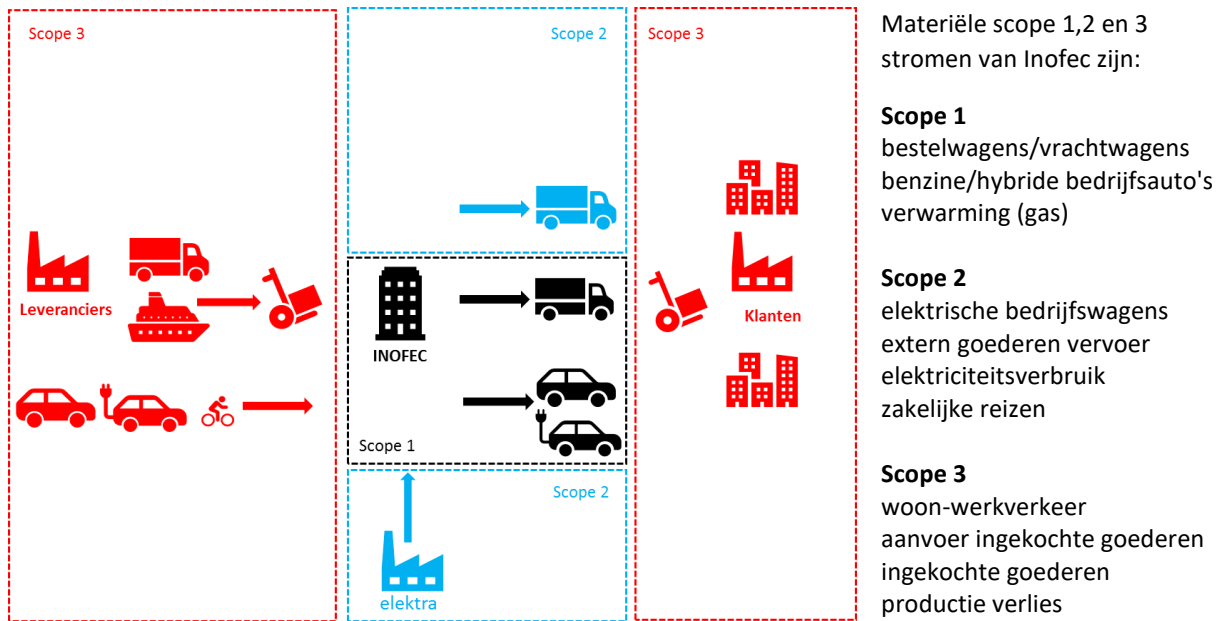 Scope 3
Scope 2
Scope 3
Leveranciers
INOFEC
Klanten
Scope 1
Scope 2
elektra
Materiële scope 1,2 en 3
stromen van Inofec zijn:
Scope 1
bestelwagens/vrachtwagens
benzine/hybride bedrijfsauto's
verwarming (gas)
Scope 2
elektrische bedrijfswagens
extern goederen vervoer
elektriciteitsverbruik
zakelijke reizen
Scope 3
woon-werkverkeer
aanvoer ingekochte goederen
ingekochte goederen
productie verlies